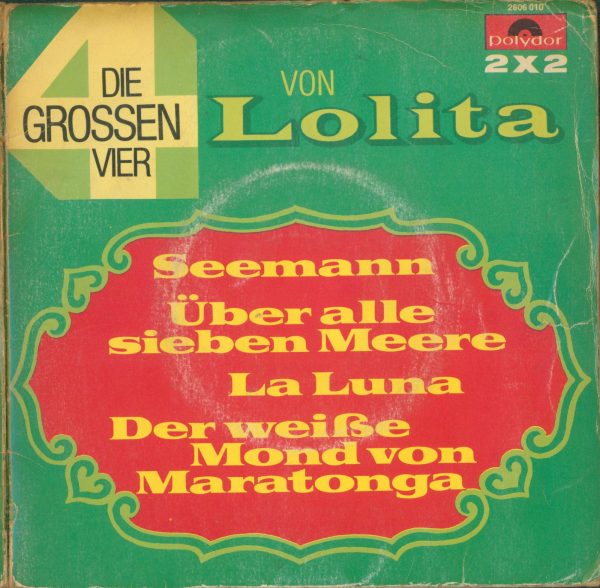 2606 010
polydor
2X2
4
DIE
GROSSEN
VIER
VON
Lolita
Seemann
Über alle
sieben Meere
La Luna
Der weiße
Mond von
Maratonga